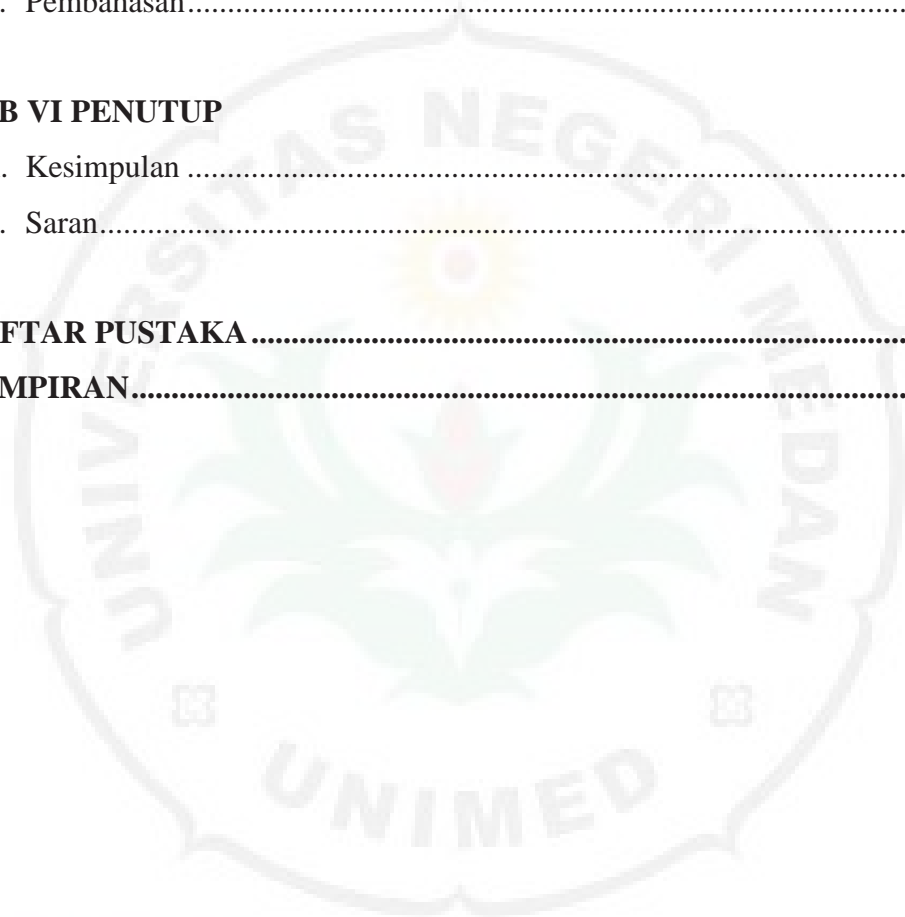 . Pembahasan
B VI PENUTUP
. Kesimpulan
. Saran
FTAR PUSTAKA
MPIRAN
UNIVERSITAS NEGERI MEDAN
UNIMED